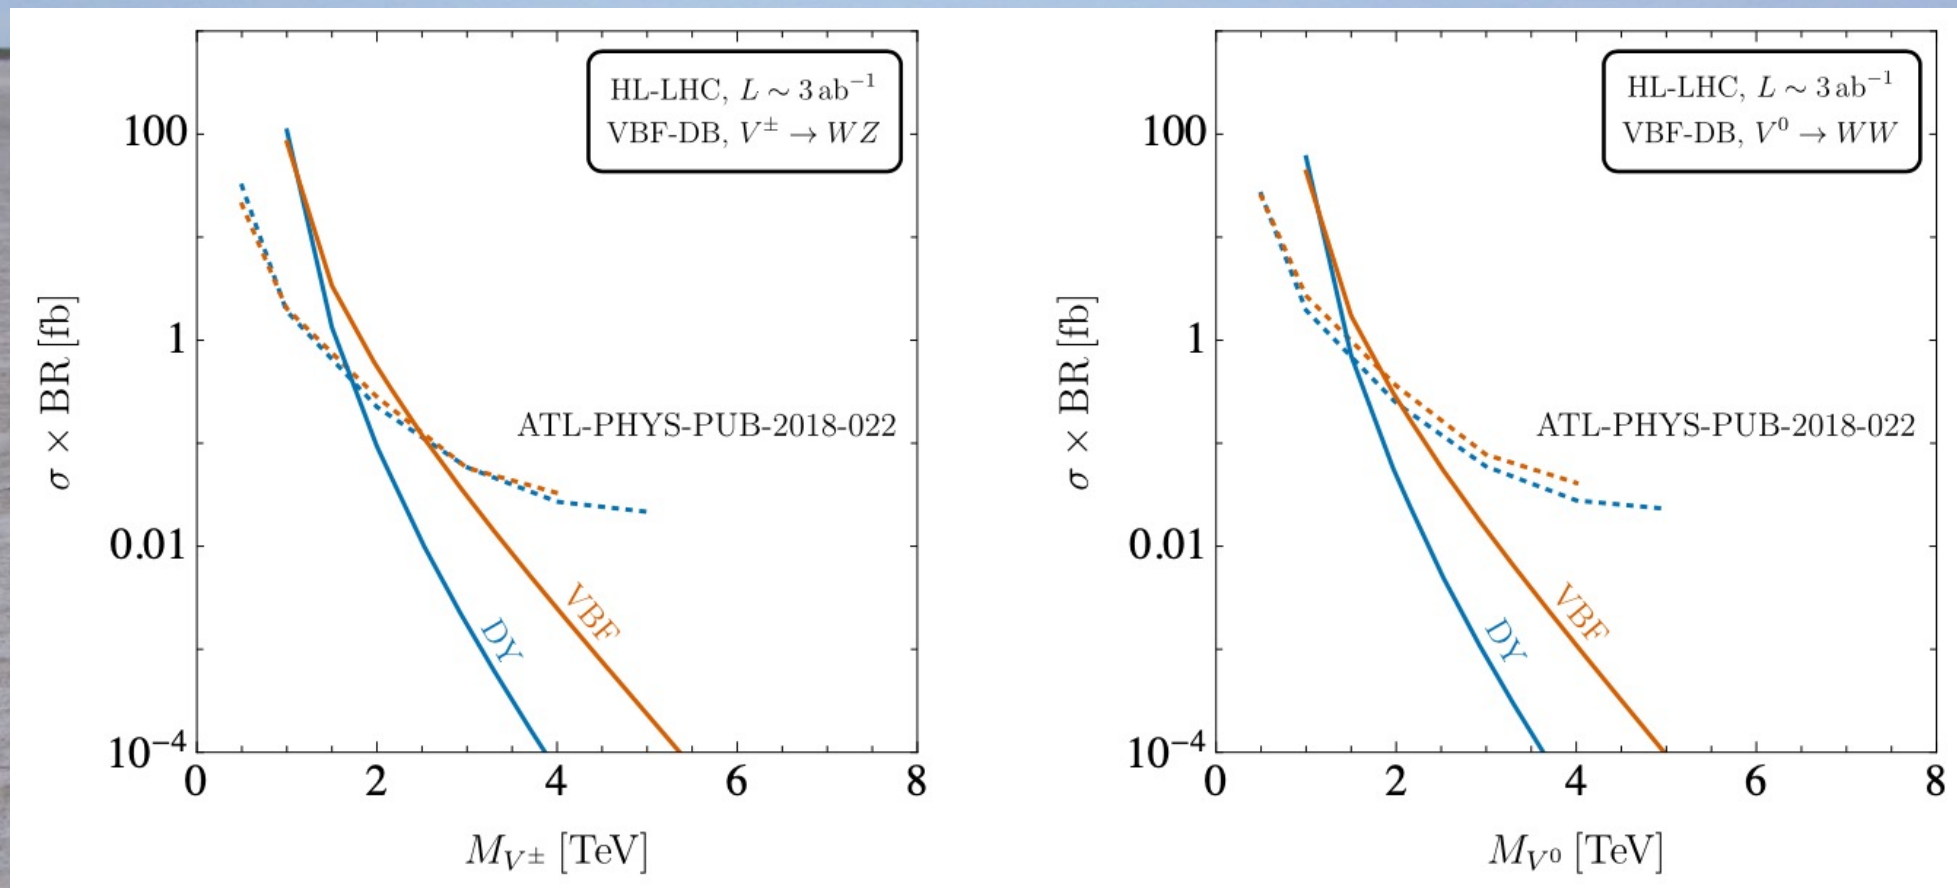 HL-LHC, L ∼ 3 ab⁻¹
VBF-DB, V^± → WZ
100
1
0.01
10⁻⁴
σ × BR [fb]
ATL-PHYS-PUB-2018-022
VBF
DY
0 2 4 6 8
M_{V^±} [TeV]
HL-LHC, L ∼ 3 ab⁻¹
VBF-DB, V⁰ → WW
100
1
0.01
10⁻⁴
σ × BR [fb]
ATL-PHYS-PUB-2018-022
VBF
DY
0 2 4 6 8
M_{V⁰} [TeV]